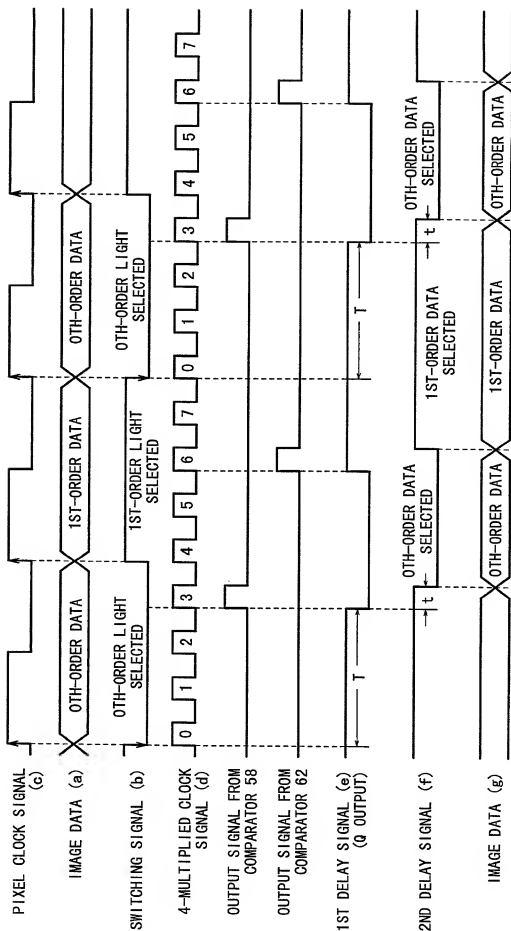 PIXEL CLOCK SIGNAL
(c)
IMAGE DATA (a)
0TH-ORDER DATA
1ST-ORDER DATA
0TH-ORDER DATA
SWITCHING SIGNAL (b)
0TH-ORDER LIGHT
SELECTED
1ST-ORDER LIGHT
SELECTED
0TH-ORDER LIGHT
SELECTED
4-MULTIPLIED CLOCK
SIGNAL (d)
0 1 2 3 4 5 6 7 0 1 2 3 4 5 6 7
OUTPUT SIGNAL FROM
COMPARATOR 58
OUTPUT SIGNAL FROM
COMPARATOR 62
1ST DELAY SIGNAL (e)
(Q OUTPUT)
T
T
2ND DELAY SIGNAL (f)
t
0TH-ORDER DATA
SELECTED
1ST-ORDER DATA
SELECTED
t
0TH-ORDER DATA
SELECTED
IMAGE DATA (g)
0TH-ORDER DATA
1ST-ORDER DATA
0TH-ORDER DATA